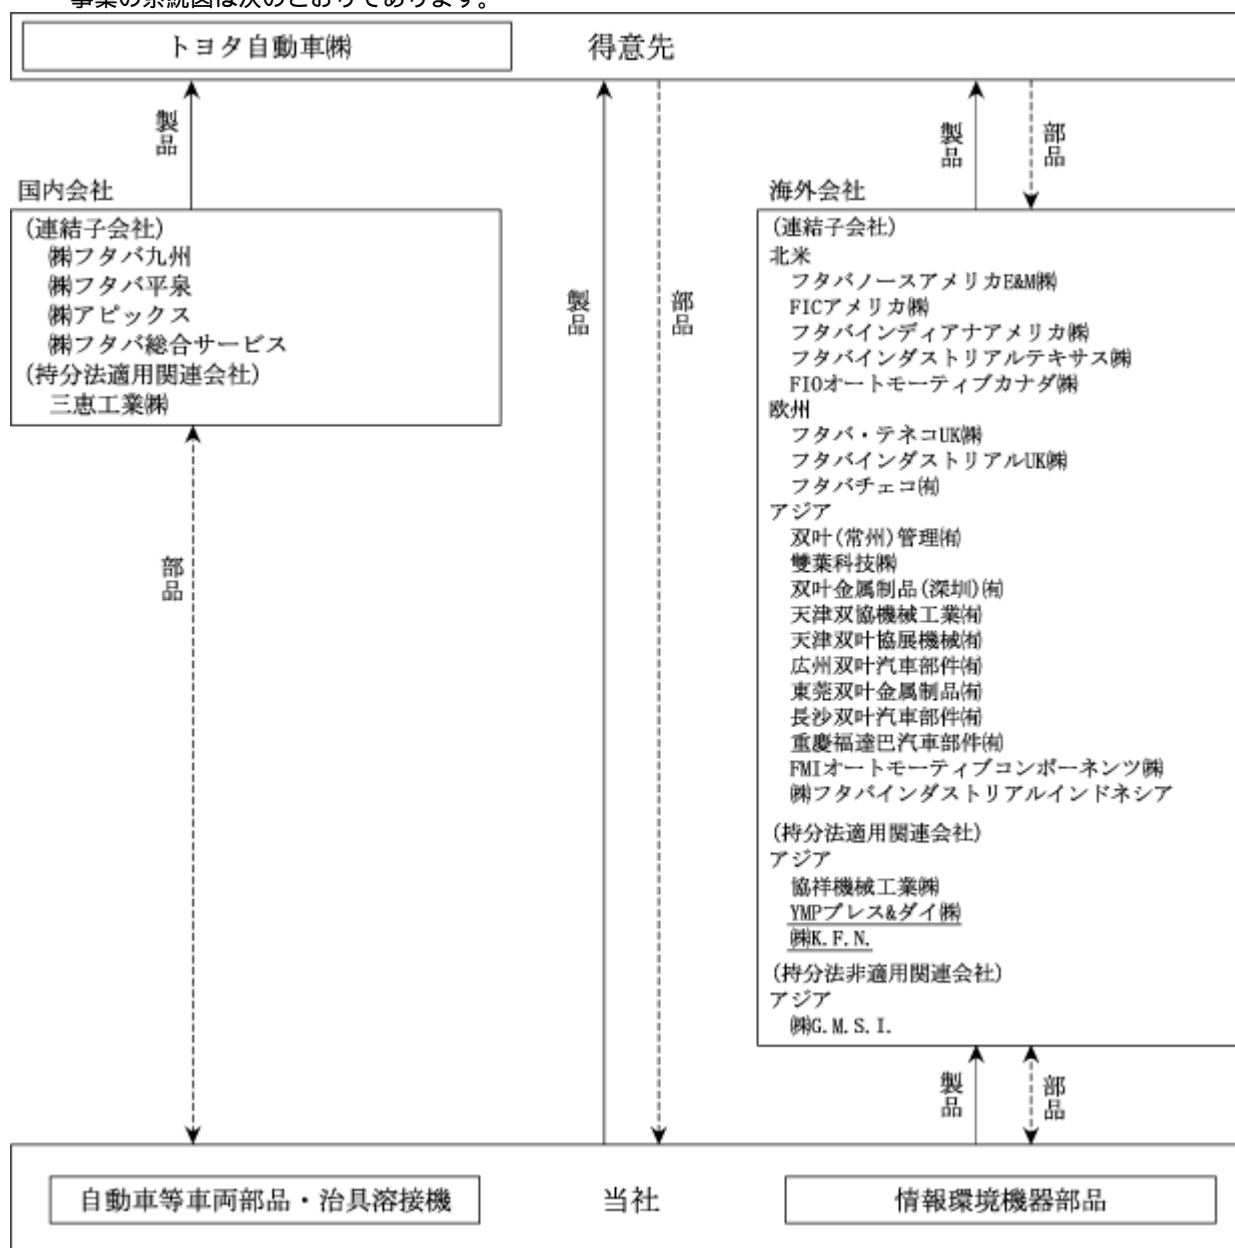 事業の系統図は次のとおりであります。
トヨタ自動車㈱
得意先
製品
製品
部品
製品
部品
国内会社
(連結子会社)
㈱フタバ九州
㈱フタバ平泉
㈱アピックス
㈱フタバ総合サービス
(持分法適用関連会社)
三恵工業㈱
部品
海外会社
(連結子会社)
北米
フタバノースアメリカE&M㈱
FICアメリカ㈱
フタバインディアナアメリカ㈱
フタバインダストリアルテキサス㈱
FIOオートモーティブカナダ㈱
欧州
フタバ・テネコUK㈱
フタバインダストリアルUK㈱
フタバチェコ㈲
アジア
双叶(常州)管理㈲
雙葉科技㈱
双叶金属制品(深圳)㈲
天津双協機械工業㈲
天津双叶協展機械㈲
広州双叶汽車部件㈲
東莞双叶金属制品㈲
長沙双叶汽車部件㈲
重慶福達巴汽車部件㈲
FMIオートモーティブコンポーネンツ㈱
㈱フタバインダストリアルインドネシア
(持分法適用関連会社)
アジア
協祥機械工業㈱
YMPプレス&ダイ㈱
㈱K.F.N.
(持分法非適用関連会社)
アジア
㈱G.M.S.I.
製品
部品
自動車等車両部品・治具溶接機
当社
情報環境機器部品